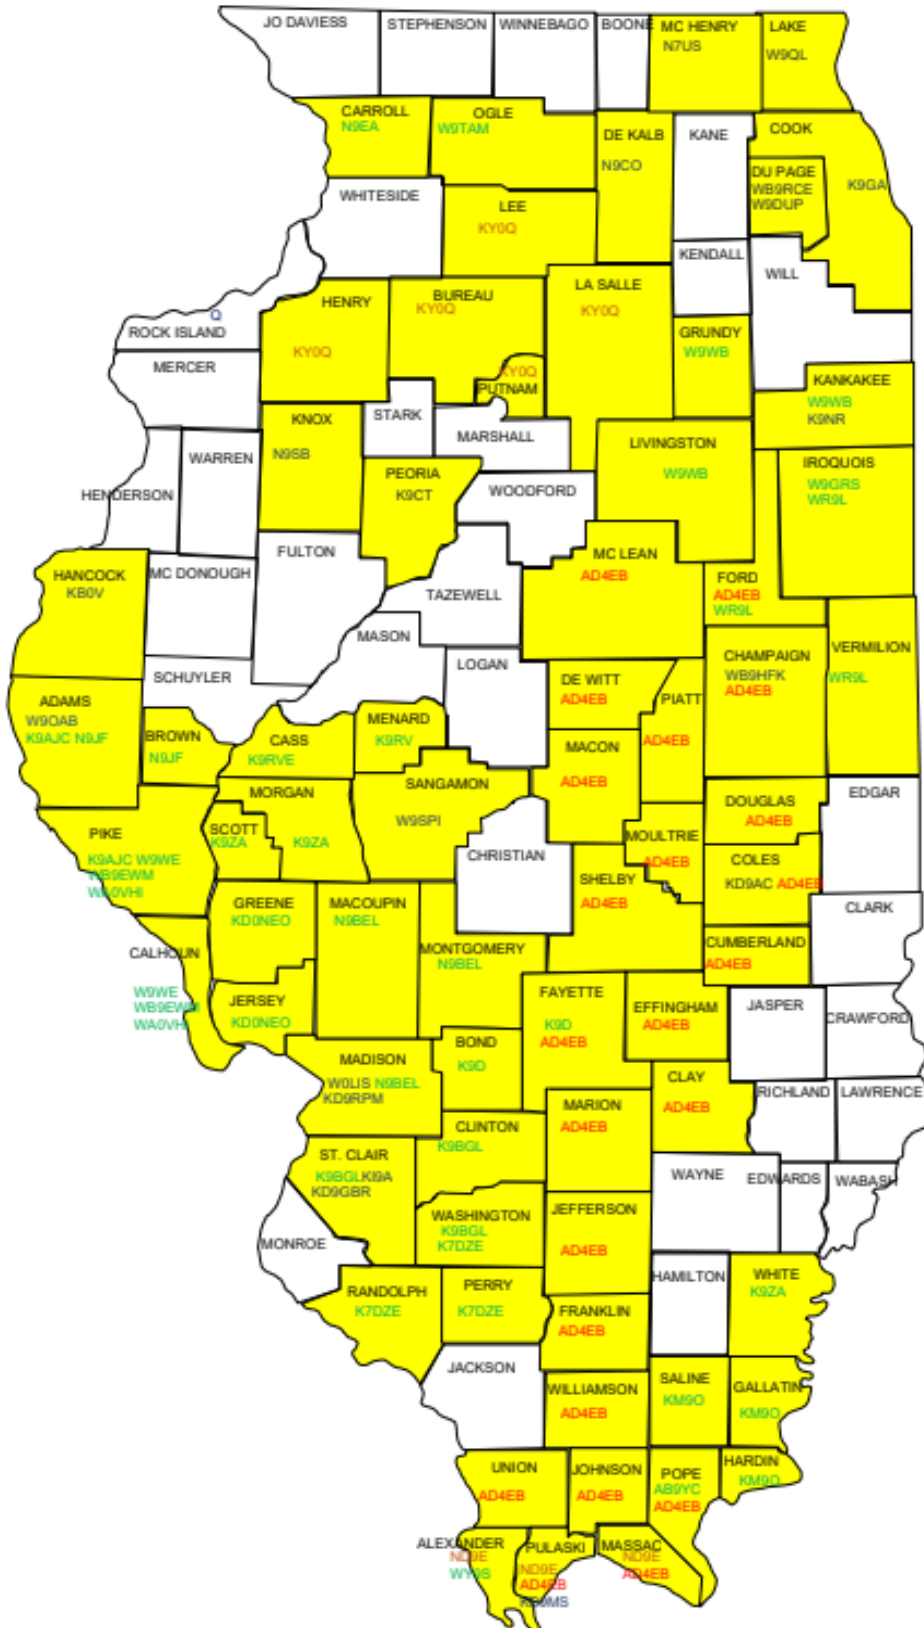 JO DAVIESS
STEPHENSON
WINNEBAGO
BOONE
MC HENRY
N7US
LAKE
W9QL
CARROLL
N9EA
OGLE
W9TAM
DE KALB
N9CO
KANE
COOK
K9GA
DU PAGE
WB9RCE
W9DUP
WHITESIDE
LEE
KY0Q
KENDALL
WILL
ROCK ISLAND
Q
HENRY
KY0Q
BUREAU
KY0Q
LA SALLE
KY0Q
GRUNDY
W9WB
MERCER
KY0Q
PUTNAM
KANKAKEE
W9WB
K9NR
KNOX
N9SB
STARK
MARSHALL
LIVINGSTON
W9WB
HENDERSON
WARREN
PEORIA
K9CT
WOODFORD
IROQUOIS
W9GRS
WR9L
HANCOCK
KB0V
MC DONOUGH
FULTON
TAZEWELL
MC LEAN
AD4EB
FORD
AD4EB
WR9L
MASON
LOGAN
CHAMPAIGN
WB9HFK
AD4EB
VERMILION
WR9L
SCHUYLER
DE WITT
AD4EB
PIATT
AD4EB
ADAMS
W9OAB
K9AJC N9JF
BROWN
N9JF
CASS
K9RVE
MENARD
K9RV
MACON
AD4EB
MORGAN
K9ZA
SANGAMON
W9SPI
DOUGLAS
AD4EB
EDGAR
PIKE
K9AJC W9WE
WB9EWM
WA0VHI
SCOTT
K9ZA
CHRISTIAN
MOULTRIE
AD4EB
COLES
KD9AC AD4EB
SHELBY
AD4EB
CLARK
GREENE
KD0NEO
MACOUPIN
N9BEL
MONTGOMERY
N9BEL
CUMBERLAND
AD4EB
CALHOUN
W9WE
WB9EWM
WA0VHI
JERSEY
KD0NEO
FAYETTE
K9D
AD4EB
EFFINGHAM
AD4EB
JASPER
CRAWFORD
MADISON
W0LIS N9BEL
KD9RPM
BOND
K9D
CLAY
AD4EB
RICHLAND
LAWRENCE
MARION
AD4EB
CLINTON
K9BGL
ST. CLAIR
K9BGLKI9A
KD9GBR
WAYNE
EDWARDS
WABASH
WASHINGTON
K9BGL
K7DZE
JEFFERSON
AD4EB
MONROE
RANDOLPH
K7DZE
PERRY
K7DZE
HAMILTON
WHITE
K9ZA
FRANKLIN
AD4EB
JACKSON
WILLIAMSON
AD4EB
SALINE
KM9O
GALLATIN
KM9O
UNION
AD4EB
JOHNSON
AD4EB
POPE
AB9YC
AD4EB
HARDIN
KM9O
ALEXANDER
ND9E
WY9S
PULASKI
ND9E
AD4EB
MASSAC
ND9E
AD4EB